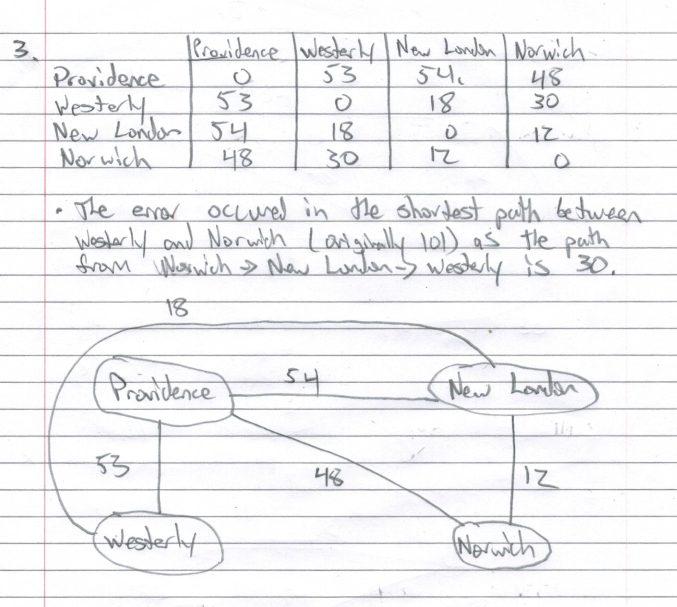 3.
Providence Westerly New London Norwich
Providence 0 53 54 48
Westerly 53 0 18 30
New London 54 18 0 12
Norwich 48 30 12 0
• The error occured in the shortest path between
Westerly and Norwich (originally 101) as the path
from Norwich → New London → Westerly is 30.
18
Providence 54 New London
53 48 12
Westerly Norwich